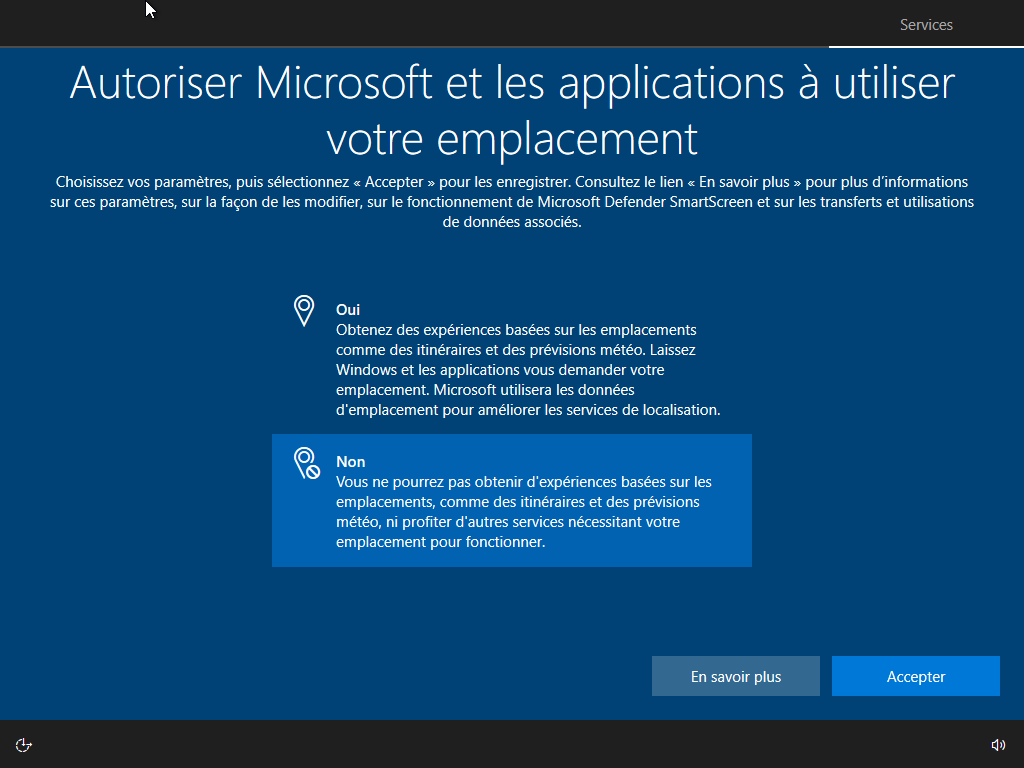 Services
Autoriser Microsoft et les applications à utiliser
votre emplacement
Choisissez vos paramètres, puis sélectionnez « Accepter » pour les enregistrer. Consultez le lien « En savoir plus » pour plus d'informations
sur ces paramètres, sur la façon de les modifier, sur le fonctionnement de Microsoft Defender SmartScreen et sur les transferts et utilisations
de données associés.
Oui
Obtenez des expériences basées sur les emplacements
comme des itinéraires et des prévisions météo. Laissez
Windows et les applications vous demander votre
emplacement. Microsoft utilisera les données
d'emplacement pour améliorer les services de localisation.
Non
Vous ne pourrez pas obtenir d'expériences basées sur les
emplacements, comme des itinéraires et des prévisions
météo, ni profiter d'autres services nécessitant votre
emplacement pour fonctionner.
En savoir plus
Accepter